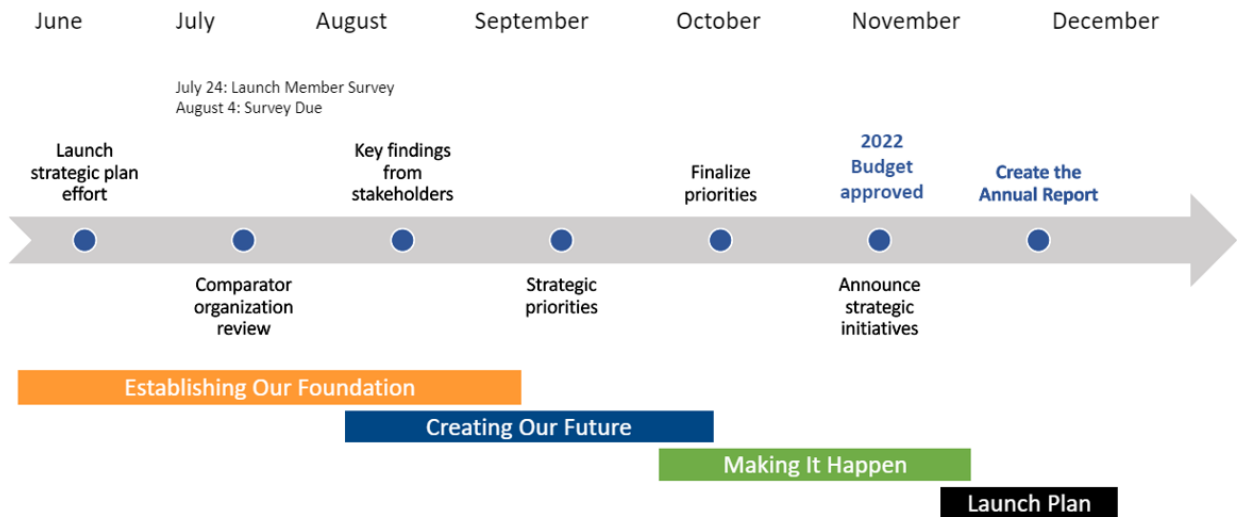 June July August September October November December
July 24: Launch Member Survey
August 4: Survey Due
Launch
strategic plan
effort
Key findings
from
stakeholders
Finalize
priorities
2022
Budget
approved
Create the
Annual Report
Comparator
organization
review
Strategic
priorities
Announce
strategic
initiatives
Establishing Our Foundation
Creating Our Future
Making It Happen
Launch Plan